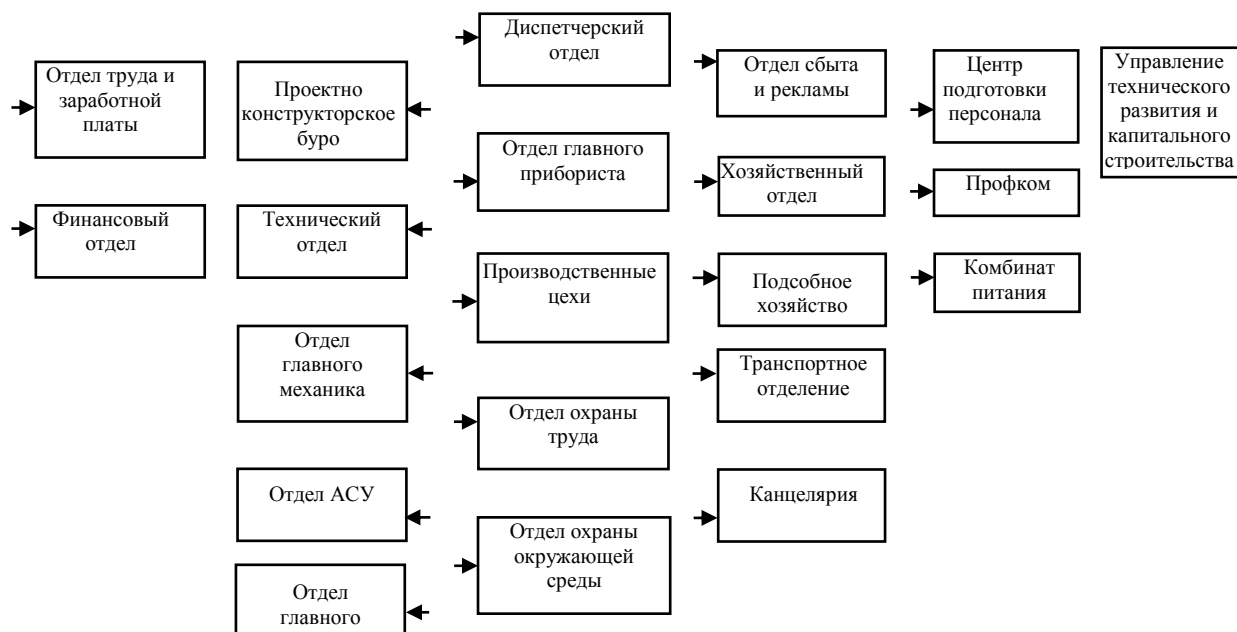 Отдел труда и
заработной
платы
Финансовый
отдел
Проектно
конструкторское
буро
Технический
отдел
Отдел
главного
механика
Отдел АСУ
Отдел
главного
Диспетчерский
отдел
Отдел главного
прибориста
Производственные
цехи
Отдел охраны
труда
Отдел охраны
окружающей
среды
Отдел сбыта
и рекламы
Хозяйственный
отдел
Подсобное
хозяйство
Транспортное
отделение
Канцелярия
Центр
подготовки
персонала
Профком
Комбинат
питания
Управление
технического
развития и
капитального
строительства